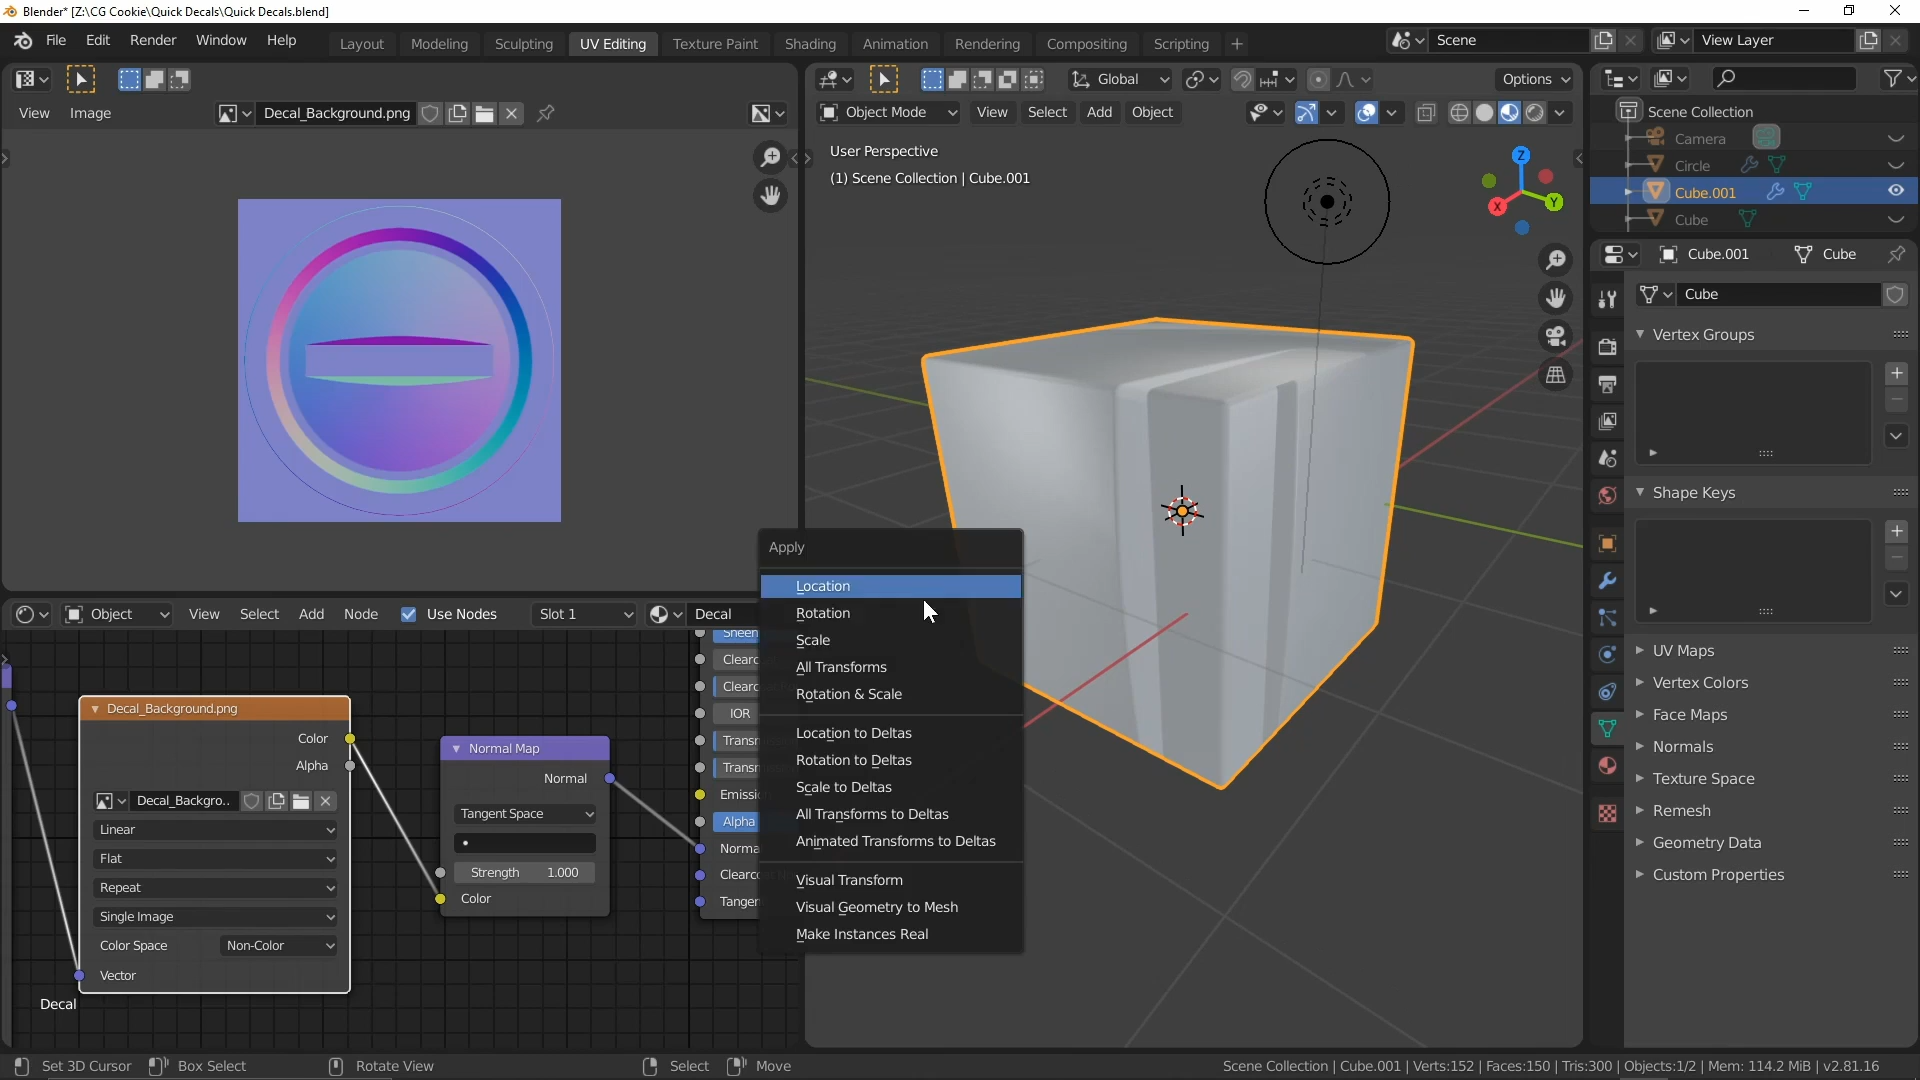 Blender* [Z:\CG Cookie\Quick Decals\Quick Decals.blend]
File Edit Render Window Help Layout Modeling Sculpting UV Editing Texture Paint Shading Animation Rendering Compositing Scripting + Scene View Layer
Global Options
View Image Decal_Background.png Object Mode View Select Add Object
User Perspective
(1) Scene Collection | Cube.001
Z
Y
X
Scene Collection
Camera
Circle
Cube.001
Cube
Cube.001 Cube
Cube
Vertex Groups
Shape Keys
UV Maps
Vertex Colors
Face Maps
Normals
Texture Space
Remesh
Geometry Data
Custom Properties
Apply
Location
Rotation
Scale
All Transforms
Rotation & Scale
Location to Deltas
Rotation to Deltas
Scale to Deltas
All Transforms to Deltas
Animated Transforms to Deltas
Visual Transform
Visual Geometry to Mesh
Make Instances Real
Object View Select Add Node Use Nodes Slot 1 Decal
Decal_Background.png
Color
Alpha
Decal_Backgro..
Linear
Flat
Repeat
Single Image
Color Space Non-Color
Vector
Decal
Normal Map
Normal
Tangent Space
Strength 1.000
Color
Sheen
Clearc
Clearc
IOR
Transm
Transm
Emissi
Alpha
Norma
Clearc
Tanger
Set 3D Cursor Box Select Rotate View Select Move
Scene Collection | Cube.001 | Verts:152 | Faces:150 | Tris:300 | Objects:1/2 | Mem: 114.2 MiB | v2.81.16